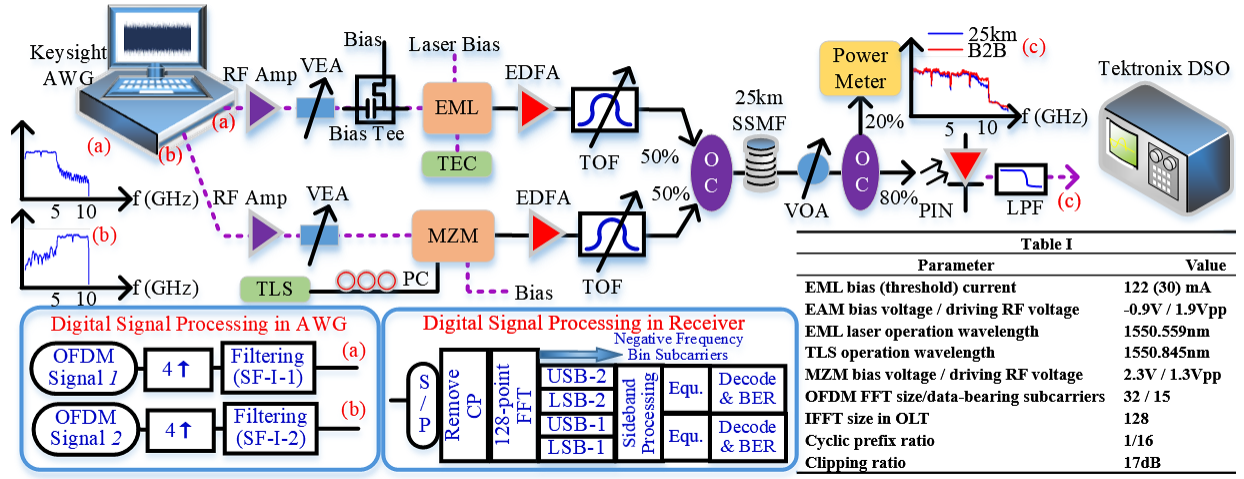 Keysight
AWG
RF Amp
VEA
Bias
Bias Tee
Laser Bias
EML
TEC
EDFA
TOF
50%
50%
OC
25km
SSMF
VOA
OC
Power
Meter
20%
80%
25km
B2B
(c)
5 10
f (GHz)
PIN
LPF
(c)
Tektronix DSO
(a)
(b)
(a)
5 10
f (GHz)
(b)
5 10
f (GHz)
RF Amp
VEA
MZM
EDFA
TOF
TLS
PC
Bias
Digital Signal Processing in AWG
OFDM
Signal 1
4↑
Filtering
(SF-I-1)
(a)
OFDM
Signal 2
4↑
Filtering
(SF-I-2)
(b)
Digital Signal Processing in Receiver
Negative Frequency
Bin Subcarriers
S/P
Remove
CP
128-point
FFT
USB-2
LSB-2
USB-1
LSB-1
Sideband
Processing
Equ.
Equ.
Decode
& BER
Decode
& BER
Table I
Parameter Value
EML bias (threshold) current 122 (30) mA
EAM bias voltage / driving RF voltage -0.9V / 1.9Vpp
EML laser operation wavelength 1550.559nm
TLS operation wavelength 1550.845nm
MZM bias voltage / driving RF voltage 2.3V / 1.3Vpp
OFDM FFT size/data-bearing subcarriers 32 / 15
IFFT size in OLT 128
Cyclic prefix ratio 1/16
Clipping ratio 17dB